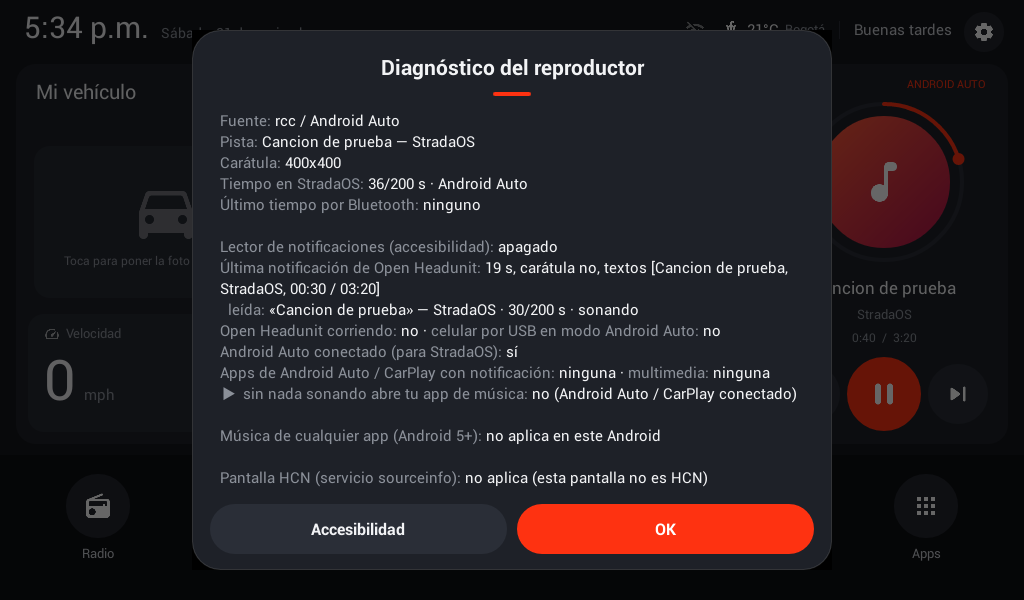 5:34 p.m.
21°C Bogotá
Buenas tardes
Mi vehículo
ANDROID AUTO
Toca para poner la foto
Velocidad
0 mph
ncion de prueba
StradaOS
0:40 / 3:20
Diagnóstico del reproductor
Fuente: rcc / Android Auto
Pista: Cancion de prueba — StradaOS
Carátula: 400x400
Tiempo en StradaOS: 36/200 s · Android Auto
Último tiempo por Bluetooth: ninguno
Lector de notificaciones (accesibilidad): apagado
Última notificación de Open Headunit: 19 s, carátula no, textos [Cancion de prueba,
StradaOS, 00:30 / 03:20]
leída: «Cancion de prueba» — StradaOS · 30/200 s · sonando
Open Headunit corriendo: no · celular por USB en modo Android Auto: no
Android Auto conectado (para StradaOS): sí
Apps de Android Auto / CarPlay con notificación: ninguna · multimedia: ninguna
▶ sin nada sonando abre tu app de música: no (Android Auto / CarPlay conectado)
Música de cualquier app (Android 5+): no aplica en este Android
Pantalla HCN (servicio sourceinfo): no aplica (esta pantalla no es HCN)
Accesibilidad
OK
Radio
Apps